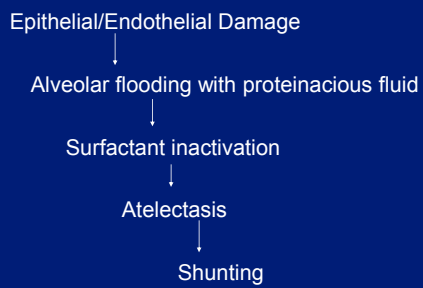 Epithelial/Endothelial Damage
Alveolar flooding with proteinacious fluid
Surfactant inactivation
Atelectasis
Shunting